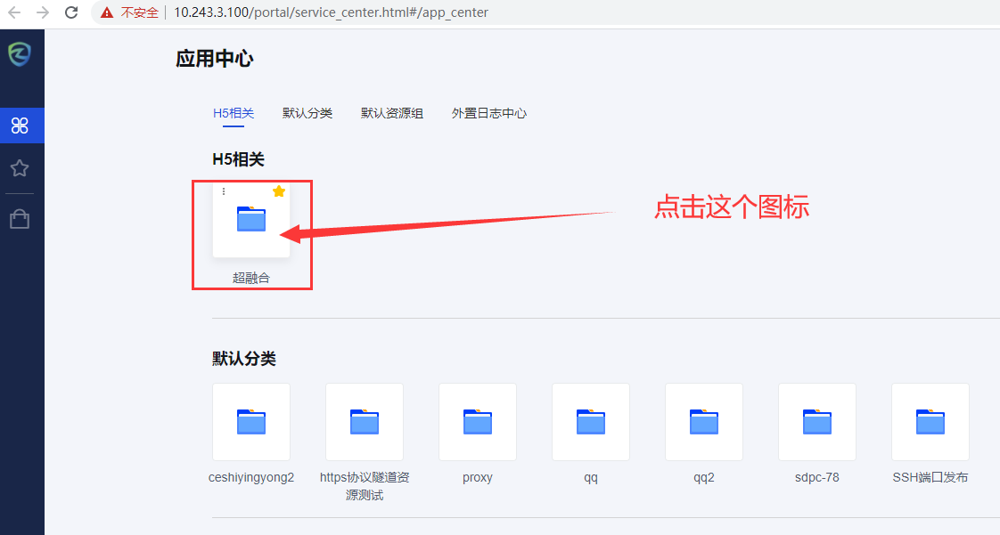 不安全 10.243.3.100/portal/service_center.html#/app_center
应用中心
H5相关 默认分类 默认资源组 外置日志中心
H5相关
点击这个图标
超融合
默认分类
ceshiyingyong2 https协议隧道资源测试 proxy qq qq2 sdpc-78 SSH端口发布